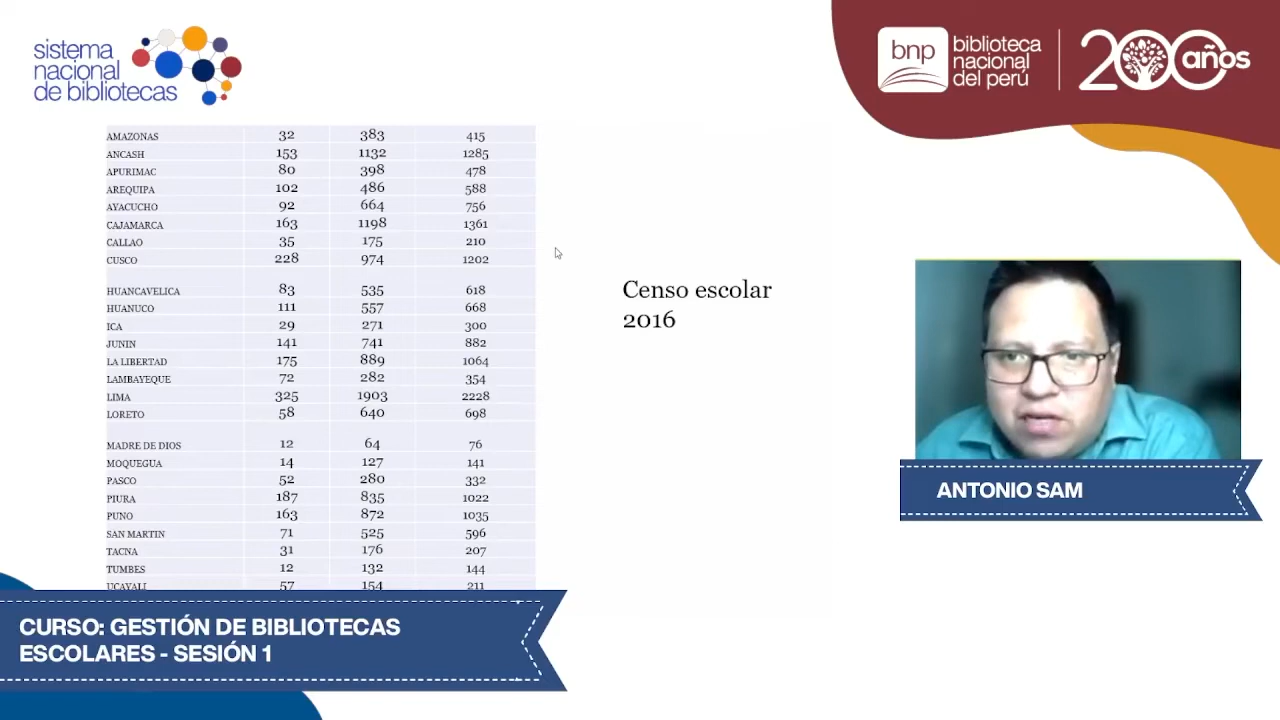 sistema
nacional
de bibliotecas
bnp
biblioteca
nacional
del perú
200 años
AMAZONAS 32 383 415
ANCASH 153 1132 1285
APURIMAC 80 398 478
AREQUIPA 102 486 588
AYACUCHO 92 664 756
CAJAMARCA 163 1198 1361
CALLAO 35 175 210
CUSCO 228 974 1202
HUANCAVELICA 83 535 618
HUANUCO 111 557 668
ICA 29 271 300
JUNIN 141 741 882
LA LIBERTAD 175 889 1064
LAMBAYEQUE 72 282 354
LIMA 325 1903 2228
LORETO 58 640 698
MADRE DE DIOS 12 64 76
MOQUEGUA 14 127 141
PASCO 52 280 332
PIURA 187 835 1022
PUNO 163 872 1035
SAN MARTIN 71 525 596
TACNA 31 176 207
TUMBES 12 132 144
UCAYALI 57 154 211
Censo escolar
2016
ANTONIO SAM
CURSO: GESTIÓN DE BIBLIOTECAS
ESCOLARES - SESIÓN 1